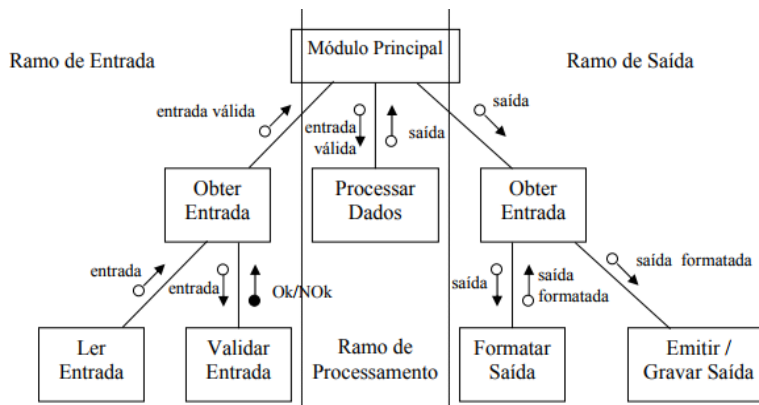 Módulo Principal
Ramo de Entrada
Ramo de Saída
entrada válida
entrada
válida
saída
saída
Obter
Entrada
Processar
Dados
Obter
Entrada
entrada
entrada
Ok/NOk
saída
saída
formatada
saída formatada
Ler
Entrada
Validar
Entrada
Ramo de
Processamento
Formatar
Saída
Emitir /
Gravar Saída